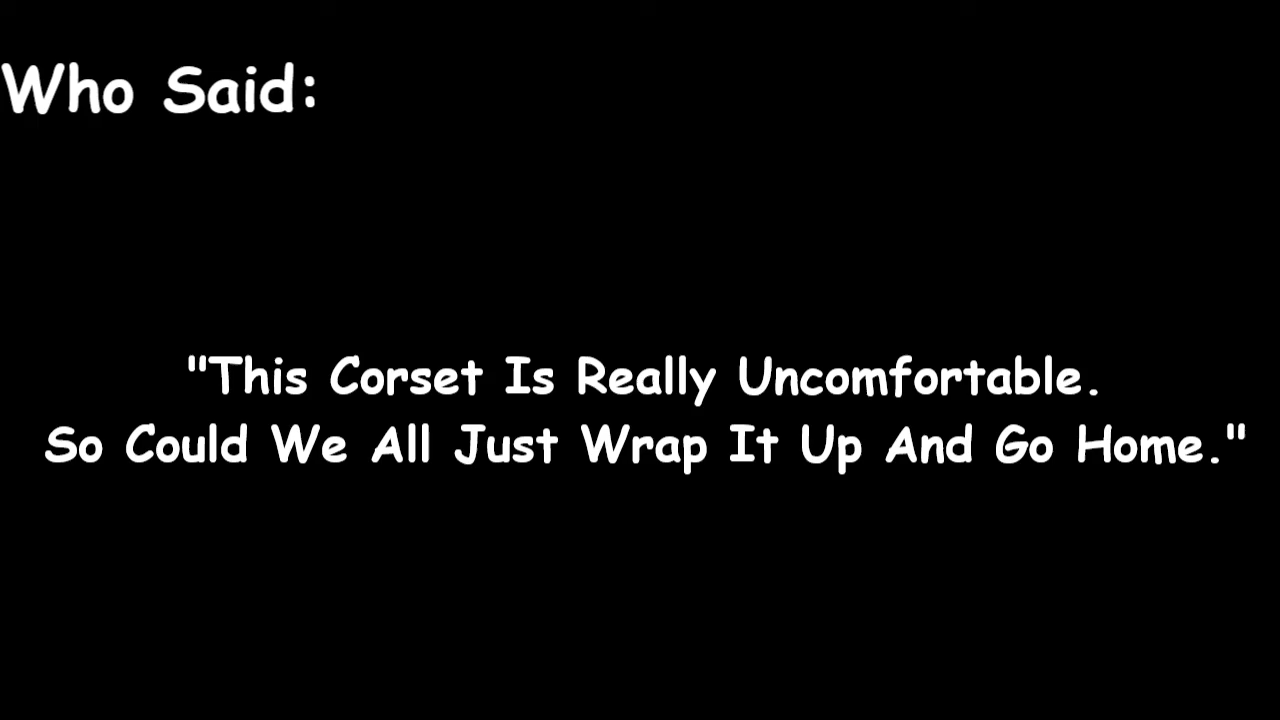 Who Said:
"This Corset Is Really Uncomfortable.
So Could We All Just Wrap It Up And Go Home."